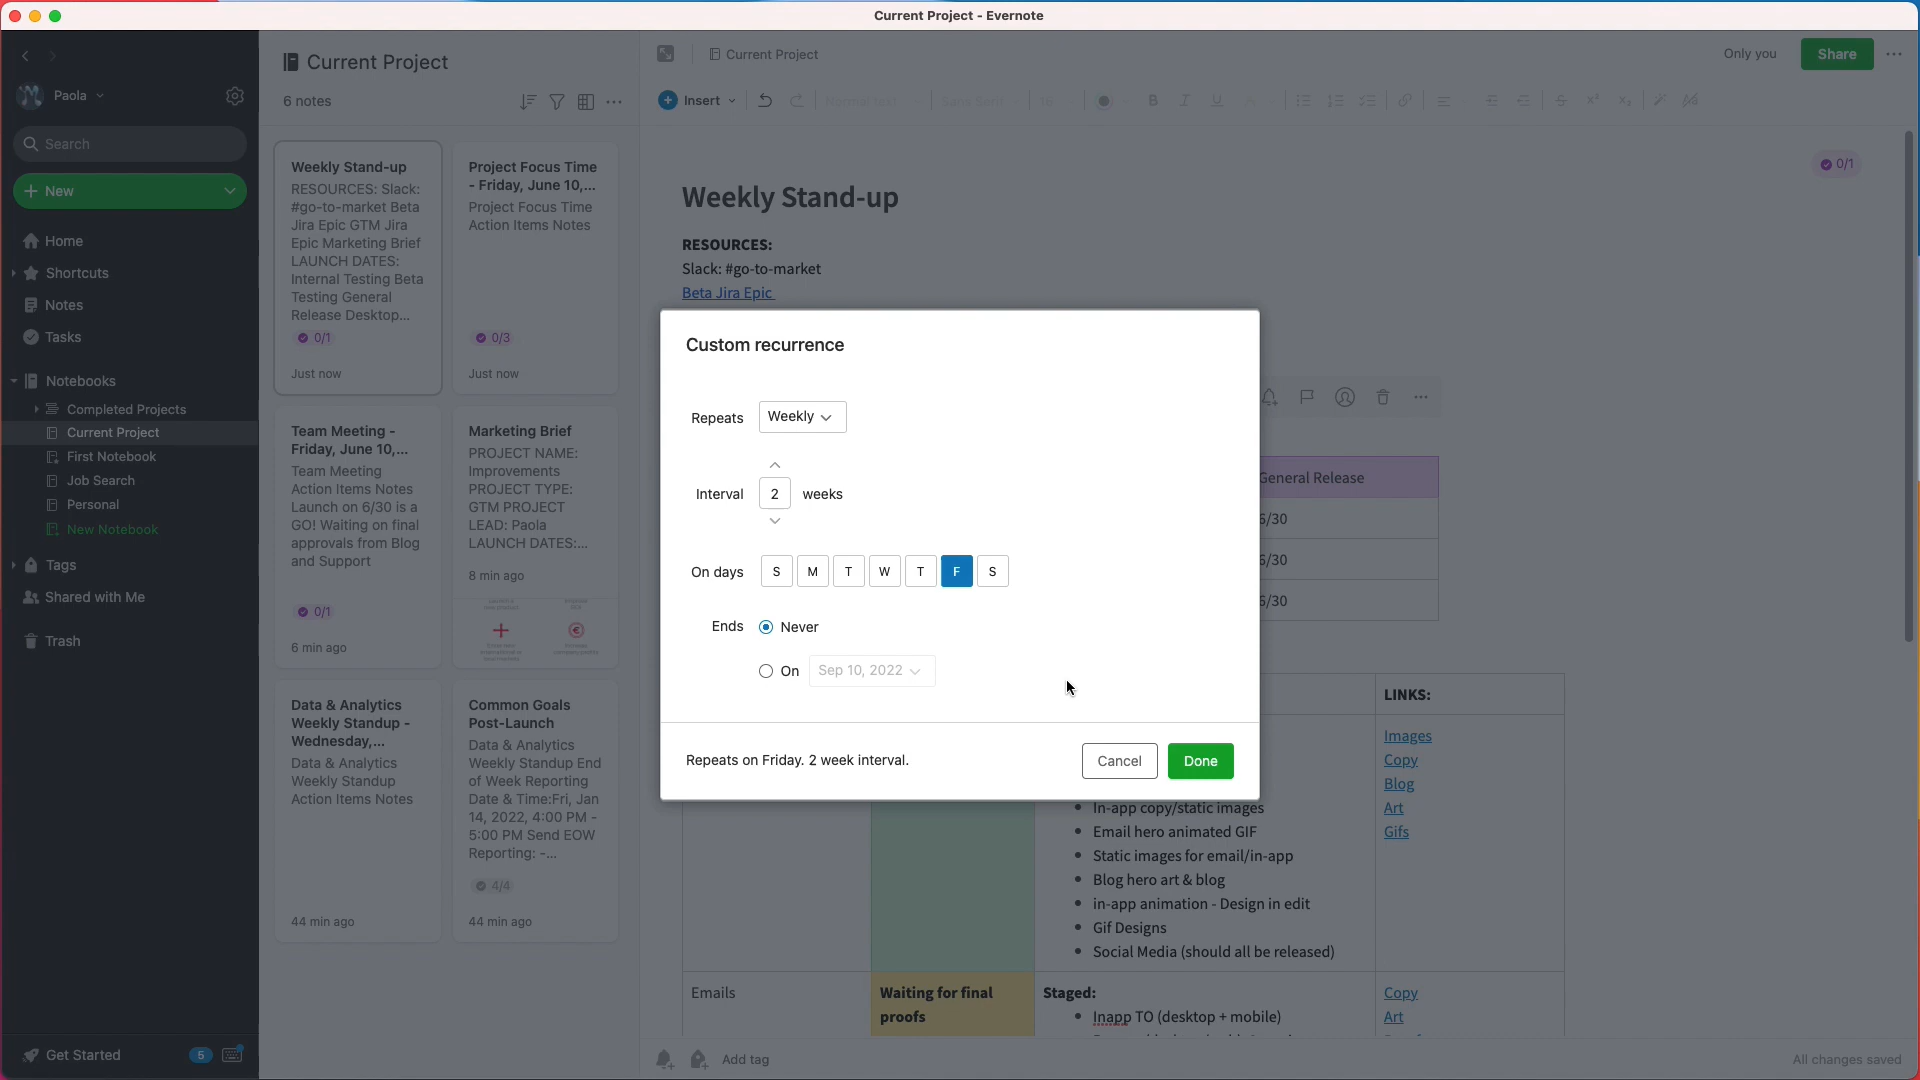 Current Project - Evernote
Paola
Search
New
Home
Shortcuts
Notes
Tasks
Notebooks
Completed Projects
Current Project
First Notebook
Job Search
Personal
New Notebook
Tags
Shared with Me
Trash
Get Started
5
Current Project
6 notes
Weekly Stand-up
RESOURCES: Slack:
#go-to-market Beta
Jira Epic GTM Jira
Epic Marketing Brief
LAUNCH DATES:
Internal Testing Beta
Testing General
Release Desktop...
0/1
Just now
Project Focus Time
- Friday, June 10,...
Project Focus Time
Action Items Notes
0/3
Just now
Team Meeting -
Friday, June 10,...
Team Meeting
Action Items Notes
Launch on 6/30 is a
GO! Waiting on final
approvals from Blog
and Support
0/1
6 min ago
Marketing Brief
PROJECT NAME:
Improvements
PROJECT TYPE:
GTM PROJECT
LEAD: Paola
LAUNCH DATES:...
8 min ago
Data & Analytics
Weekly Standup -
Wednesday,...
Data & Analytics
Weekly Standup
Action Items Notes
44 min ago
Common Goals
Post-Launch
Data & Analytics
Weekly Standup End
of Week Reporting
Date & Time:Fri, Jan
14, 2022, 4:00 PM -
5:00 PM Send EOW
Reporting: -...
4/4
44 min ago
Current Project
Only you
Share
Insert
Normal text
Sans Serif
B
I
U
0/1
Weekly Stand-up
RESOURCES:
Slack: #go-to-market
Beta Jira Epic
Custom recurrence
Repeats
Weekly
Interval
2
weeks
On days
S
M
T
W
T
F
S
Ends
Never
On
Sep 10, 2022
Repeats on Friday. 2 week interval.
Cancel
Done
General Release
6/30
6/30
6/30
LINKS:
Images
Copy
Blog
Art
Gifs
In-app copy/static images
Email hero animated GIF
Static images for email/in-app
Blog hero art & blog
in-app animation - Design in edit
Gif Designs
Social Media (should all be released)
Emails
Waiting for final
proofs
Staged:
Inapp TO (desktop + mobile)
Copy
Art
Add tag
All changes saved